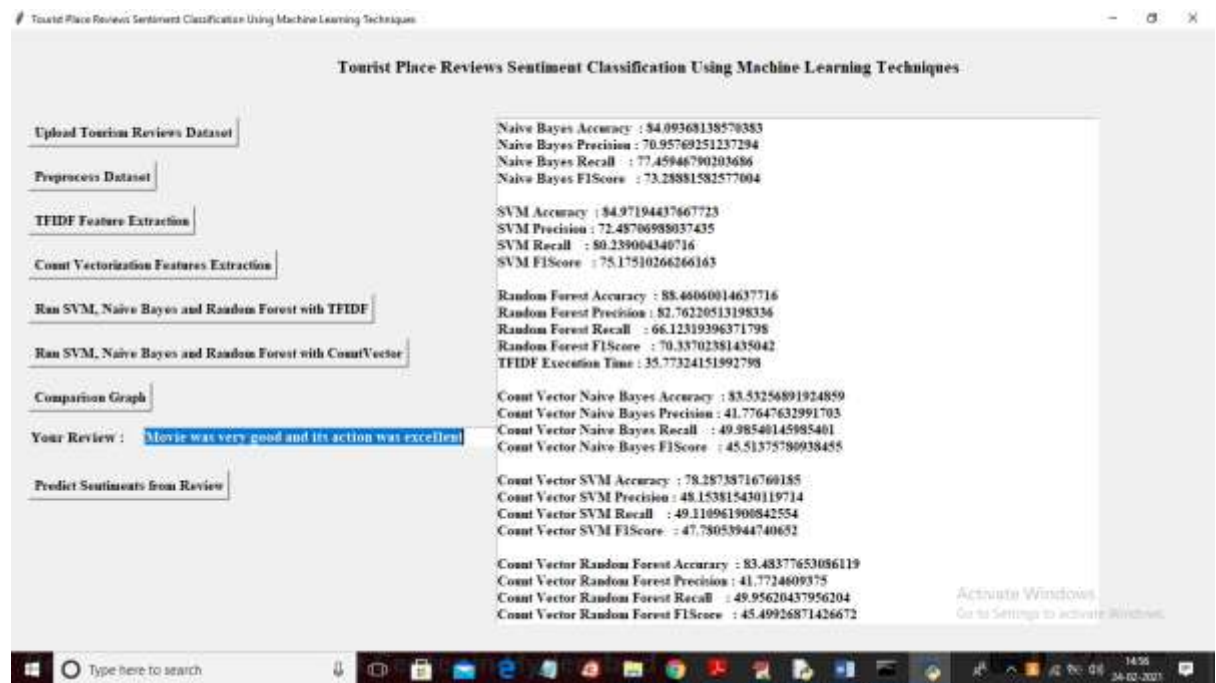 Tourist Place Reviews Sentiment Classification Using Machine Learning Techniques
Tourist Place Reviews Sentiment Classification Using Machine Learning Techniques
Upload Tourism Reviews Dataset
Preprocess Dataset
TFIDF Feature Extraction
Count Vectorization Features Extraction
Run SVM, Naive Bayes and Random Forest with TFIDF
Run SVM, Naive Bayes and Random Forest with CountVector
Comparison Graph
Your Review :
Movie was very good and its action was excellent
Predict Sentiments from Review
Naive Bayes Accuracy : 84.09368138570383
Naive Bayes Precision : 70.95769251237294
Naive Bayes Recall : 77.45946790203686
Naive Bayes F1Score : 73.28881582577004
SVM Accuracy : 84.97194437667723
SVM Precision : 72.48706988037435
SVM Recall : 80.239004340716
SVM F1Score : 75.17510266266163
Random Forest Accuracy : 88.46060014637716
Random Forest Precision : 82.76220513198336
Random Forest Recall : 66.12319396371798
Random Forest F1Score : 70.33702381435042
TFIDF Execution Time : 35.77324151992798
Count Vector Naive Bayes Accuracy : 83.53256891924859
Count Vector Naive Bayes Precision : 41.77647632991703
Count Vector Naive Bayes Recall : 49.98540145985401
Count Vector Naive Bayes F1Score : 45.51375780938455
Count Vector SVM Accuracy : 78.28738716760185
Count Vector SVM Precision : 48.153815430119714
Count Vector SVM Recall : 49.110961900842554
Count Vector SVM F1Score : 47.78053944740652
Count Vector Random Forest Accuracy : 83.48377653086119
Count Vector Random Forest Precision : 41.7724609375
Count Vector Random Forest Recall : 49.95620437956204
Count Vector Random Forest F1Score : 45.49926871426672
Activate Windows
Go to Settings to activate Windows.
Type here to search
14:56
24-02-2021